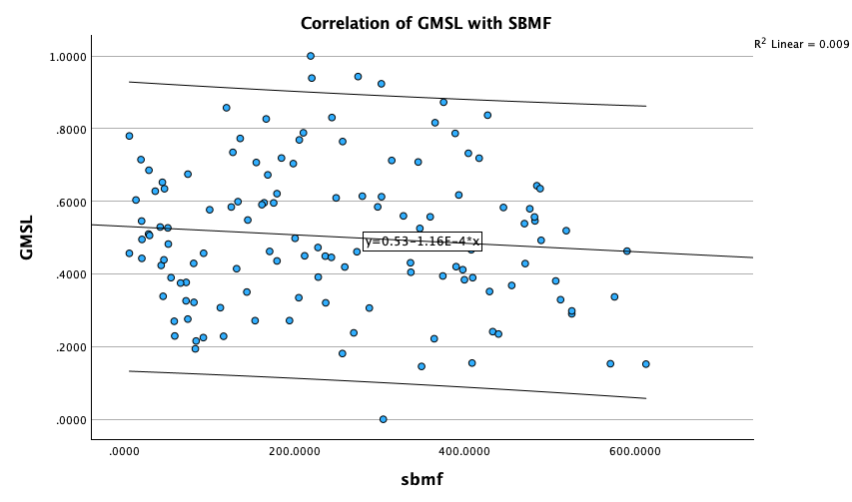 Correlation of GMSL with SBMF
R² Linear = 0.009
1.0000
.8000
.6000
.4000
.2000
.0000
GMSL
y=0.53-1.16E-4*x
.0000 200.0000 400.0000 600.0000
sbmf